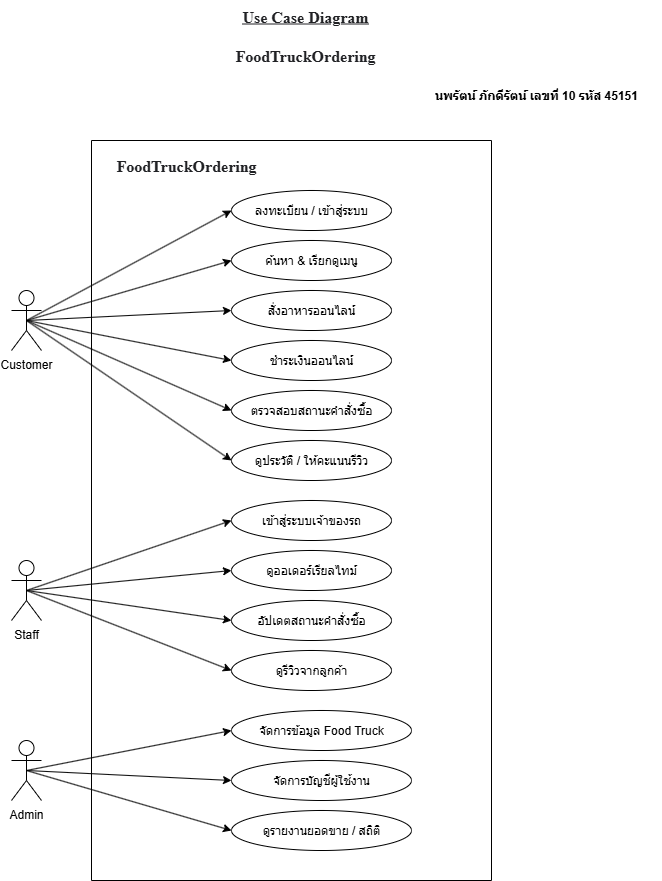 Use Case Diagram
FoodTruckOrdering
นพรัตน์ ภักดีรัตน์ เลขที่ 10 รหัส 45151
FoodTruckOrdering
ลงทะเบียน / เข้าสู่ระบบ
ค้นหา & เรียกดูเมนู
สั่งอาหารออนไลน์
ชำระเงินออนไลน์
Customer
ตรวจสอบสถานะคำสั่งซื้อ
ดูประวัติ / ให้คะแนนรีวิว
เข้าสู่ระบบเจ้าของรถ
ดูออเดอร์เรียลไทม์
อัปเดตสถานะคำสั่งซื้อ
Staff
ดูรีวิวจากลูกค้า
จัดการข้อมูล Food Truck
จัดการบัญชีผู้ใช้งาน
Admin
ดูรายงานยอดขาย / สถิติ